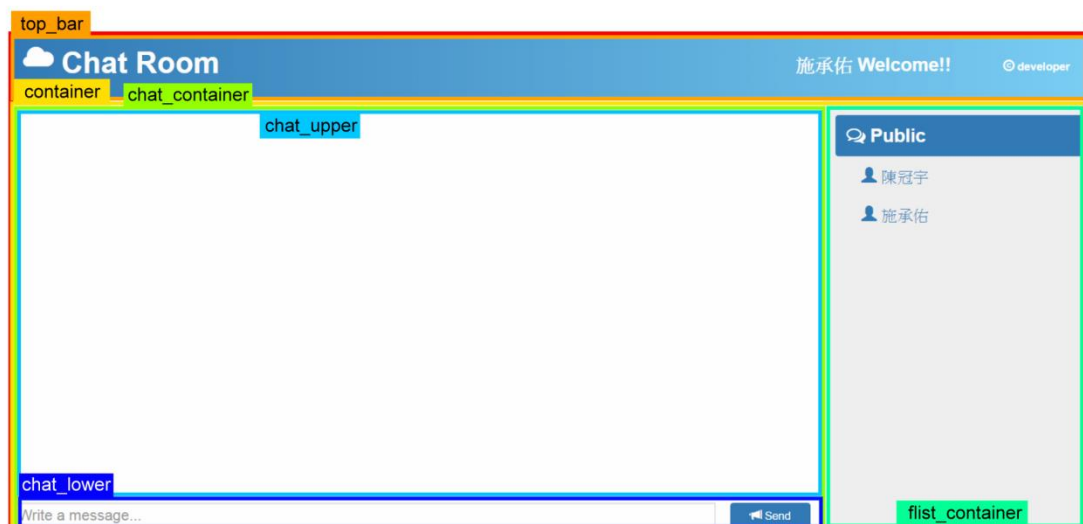 top_bar
Chat Room
施承佑 Welcome!!
© developer
container
chat_container
chat_upper
Public
陳冠宇
施承佑
chat_lower
Write a message...
Send
flist_container